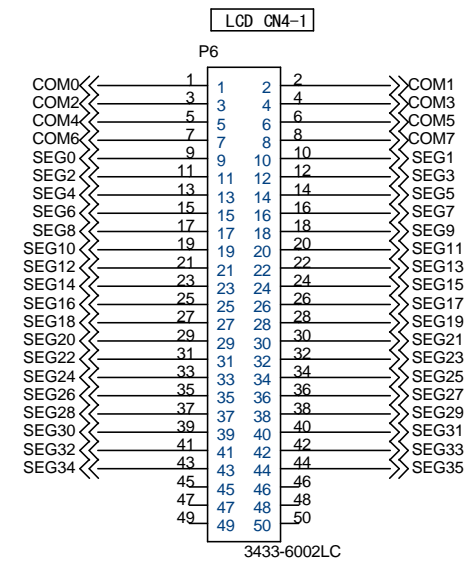 LCD CN4-1
P6
COM0 1 1 2 2 COM1
COM2 3 3 4 4 COM3
COM4 5 5 6 6 COM5
COM6 7 7 8 8 COM7
SEG0 9 9 10 10 SEG1
SEG2 11 11 12 12 SEG3
SEG4 13 13 14 14 SEG5
SEG6 15 15 16 16 SEG7
SEG8 17 17 18 18 SEG9
SEG10 19 19 20 20 SEG11
SEG12 21 21 22 22 SEG13
SEG14 23 23 24 24 SEG15
SEG16 25 25 26 26 SEG17
SEG18 27 27 28 28 SEG19
SEG20 29 29 30 30 SEG21
SEG22 31 31 32 32 SEG23
SEG24 33 33 34 34 SEG25
SEG26 35 35 36 36 SEG27
SEG28 37 37 38 38 SEG29
SEG30 39 39 40 40 SEG31
SEG32 41 41 42 42 SEG33
SEG34 43 43 44 44 SEG35
45 45 46 46
47 47 48 48
49 49 50 50
3433-6002LC